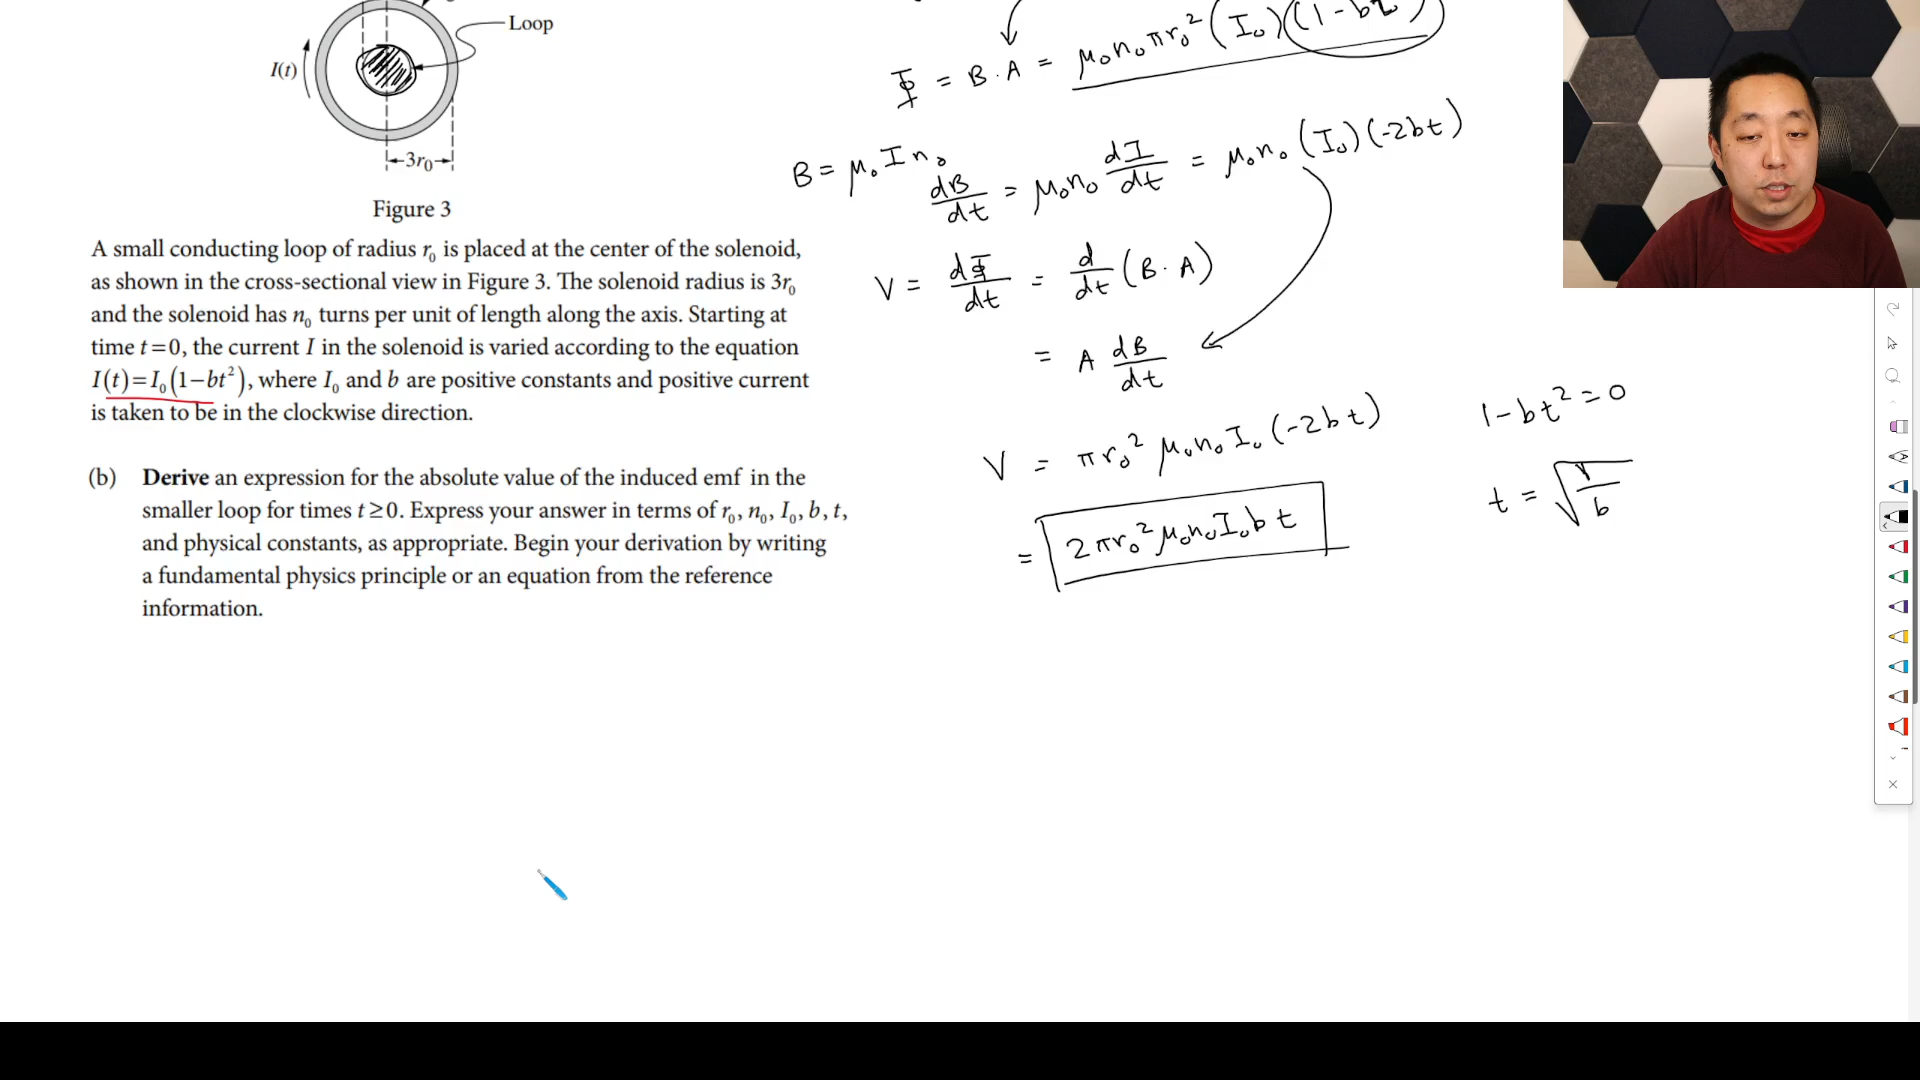 Loop
I(t)
3r₀
Figure 3
A small conducting loop of radius r₀ is placed at the center of the solenoid,
as shown in the cross-sectional view in Figure 3. The solenoid radius is 3r₀
and the solenoid has n₀ turns per unit of length along the axis. Starting at
time t=0, the current I in the solenoid is varied according to the equation
I(t)=I₀(1−bt²), where I₀ and b are positive constants and positive current
is taken to be in the clockwise direction.
(b) Derive an expression for the absolute value of the induced emf in the
smaller loop for times t≥0. Express your answer in terms of r₀, n₀, I₀, b, t,
and physical constants, as appropriate. Begin your derivation by writing
a fundamental physics principle or an equation from the reference
information.
Φ = B·A = μ₀n₀πr₀²(I₀)(1-bt²)
B = μ₀In₀
dB/dt = μ₀n₀ dI/dt = μ₀n₀(I₀)(-2bt)
V = dΦ/dt = d/dt (B·A)
= A dB/dt
V = πr₀²μ₀n₀I₀(-2bt)
= 2πr₀²μ₀n₀I₀bt
1-bt²=0
t = √(1/b)